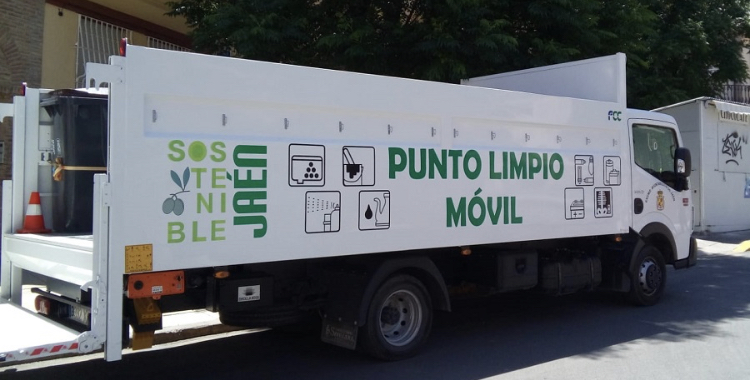 SOS
TE
NI
BLE
JAÉN
PUNTO LIMPIO
MÓVIL
FCC